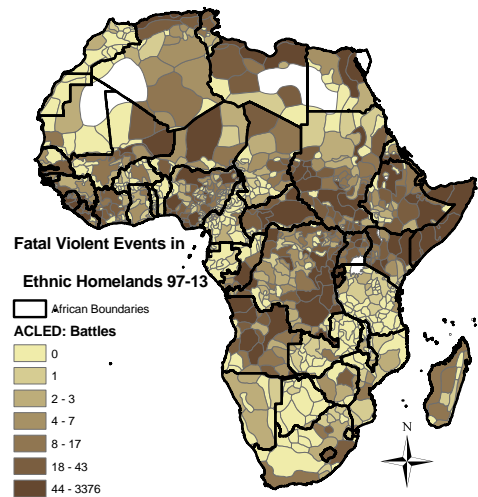 Fatal Violent Events in
Ethnic Homelands 97-13
African Boundaries
ACLED: Battles
0
1
2 - 3
4 - 7
8 - 17
18 - 43
44 - 3376
N